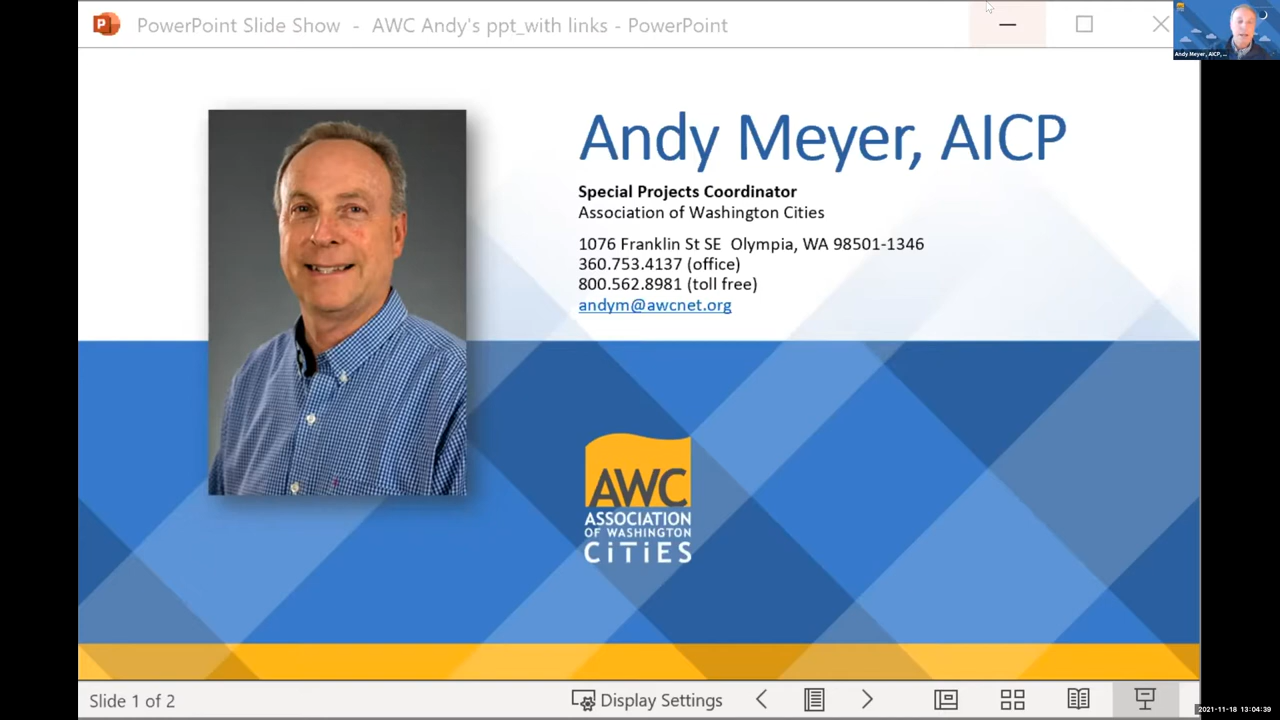 PowerPoint Slide Show - AWC Andy's ppt_with links - PowerPoint
Andy Meyer, AICP, ...
Andy Meyer, AICP
Special Projects Coordinator
Association of Washington Cities
1076 Franklin St SE Olympia, WA 98501-1346
360.753.4137 (office)
800.562.8981 (toll free)
andym@awcnet.org
AWC
ASSOCIATION
OF WASHINGTON
CiTiES
Slide 1 of 2
Display Settings
2021-11-18 13:04:39